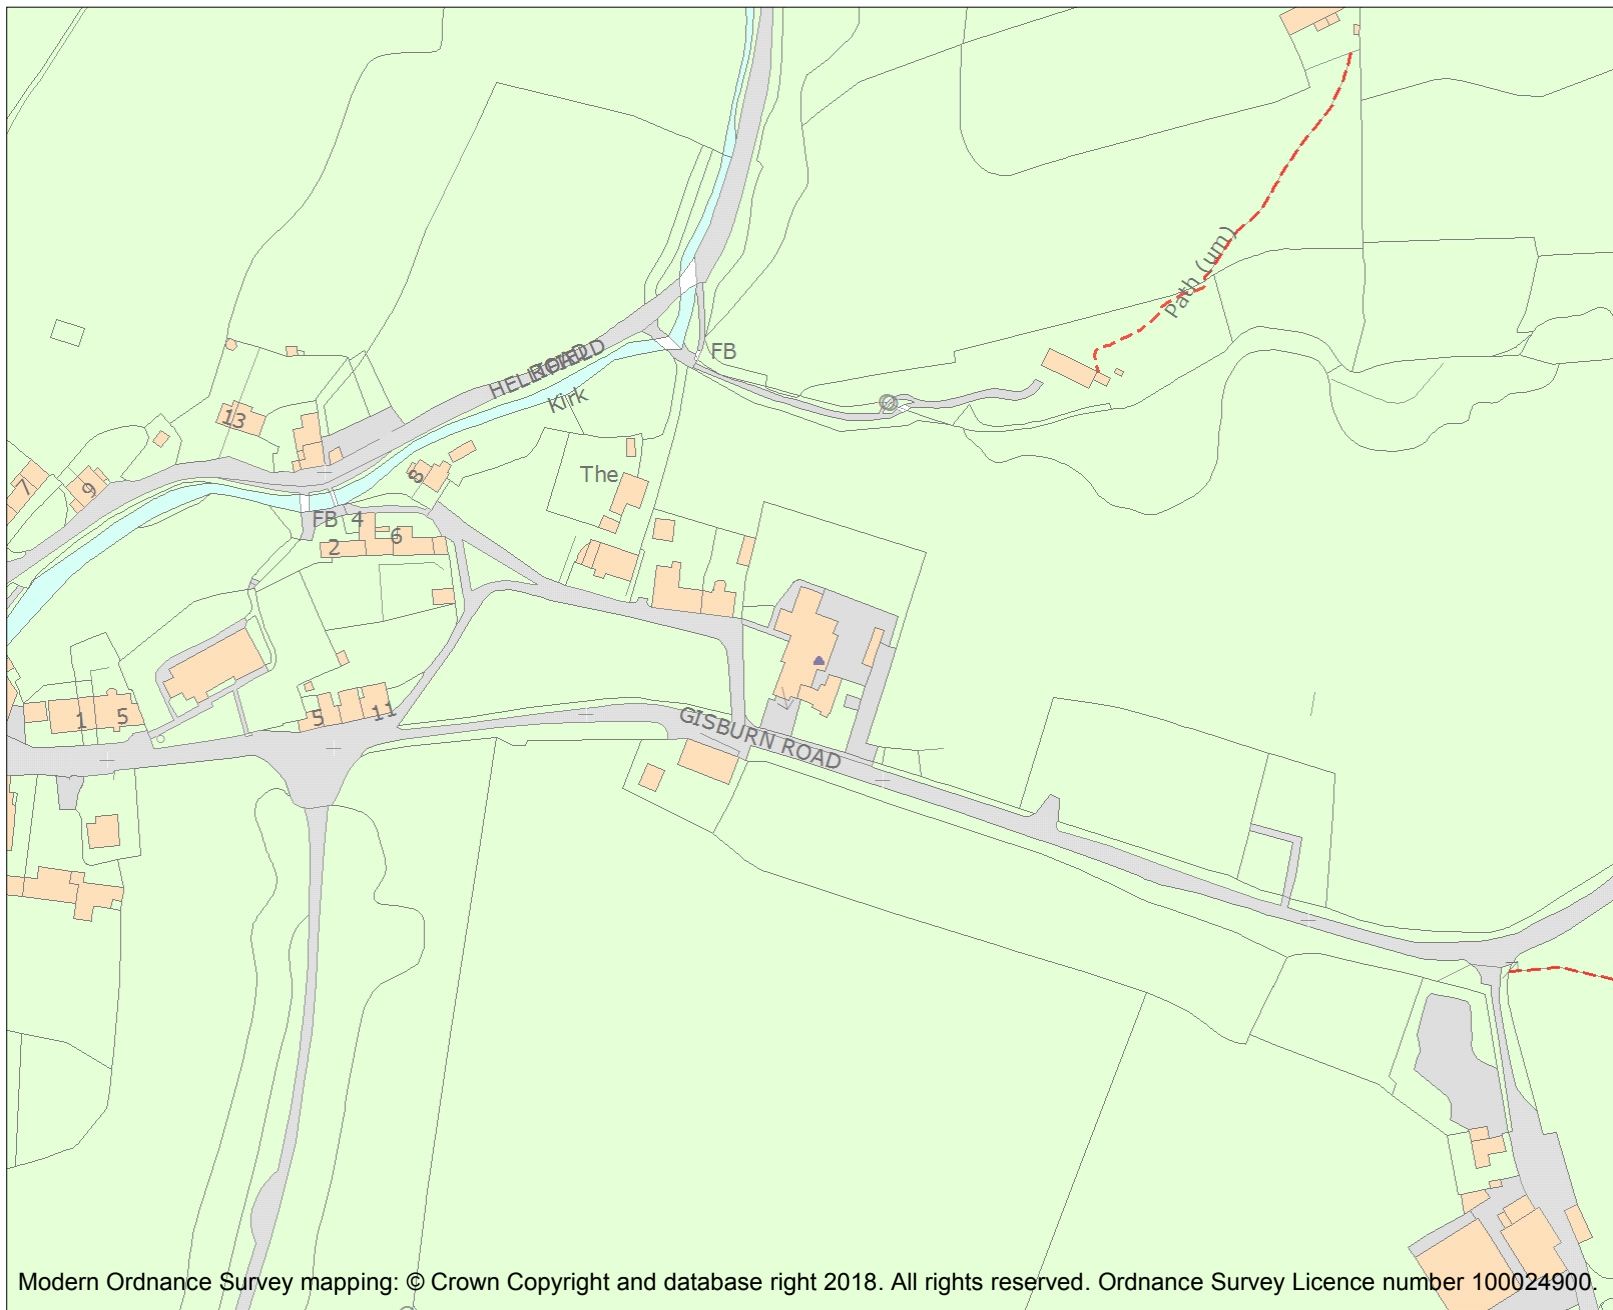 Path (um)
FB
HELLIFIELD ROAD
Kirk
13
The
8
7
9
FB 4
6
2
1
5
5
11
GISBURN ROAD
Modern Ordnance Survey mapping: © Crown Copyright and database right 2018. All rights reserved. Ordnance Survey Licence number 100024900.